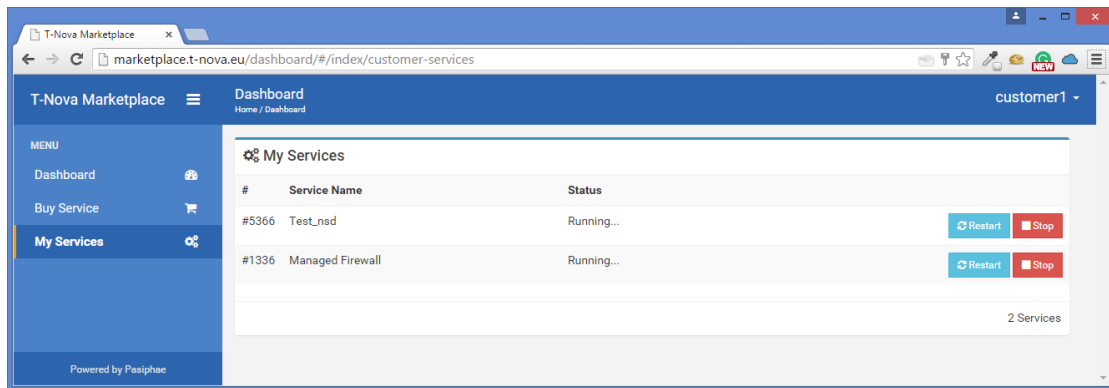 T-Nova Marketplace
marketplace.t-nova.eu/dashboard/#/index/customer-services
NEW
T-Nova Marketplace
Dashboard
Home / Dashboard
customer1
MENU
Dashboard
Buy Service
My Services
Powered by Pasiphae
My Services
# Service Name Status
#5366 Test_nsd Running... Restart Stop
#1336 Managed Firewall Running... Restart Stop
2 Services